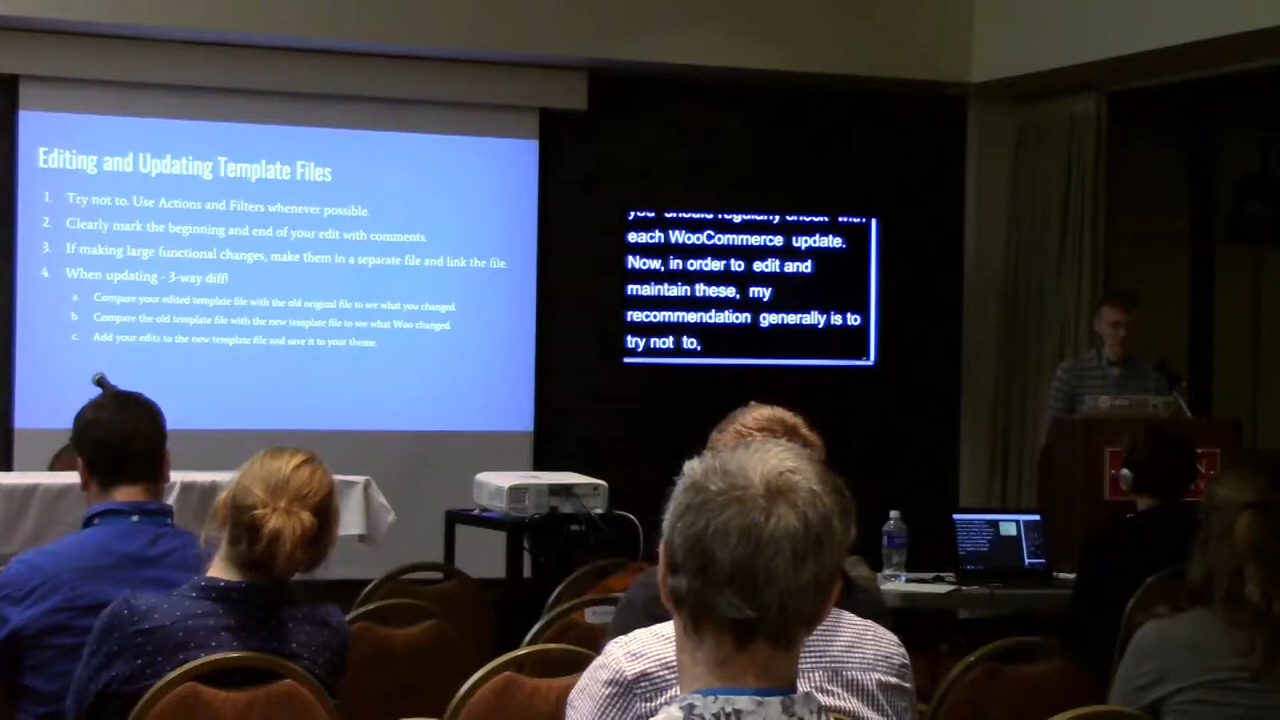 Editing and Updating Template Files
1. Try not to. Use Actions and Filters whenever possible.
2. Clearly mark the beginning and end of your edit with comments.
3. If making large functional changes, make them in a separate file and link the file.
4. When updating - 3-way diff!
a. Compare your edited template file with the old original file to see what you changed.
b. Compare the old template file with the new template file to see what Woo changed.
c. Add your edits to the new template file and save it to your theme.
you should regularly check with
each WooCommerce update.
Now, in order to edit and
maintain these, my
recommendation generally is to
try not to,